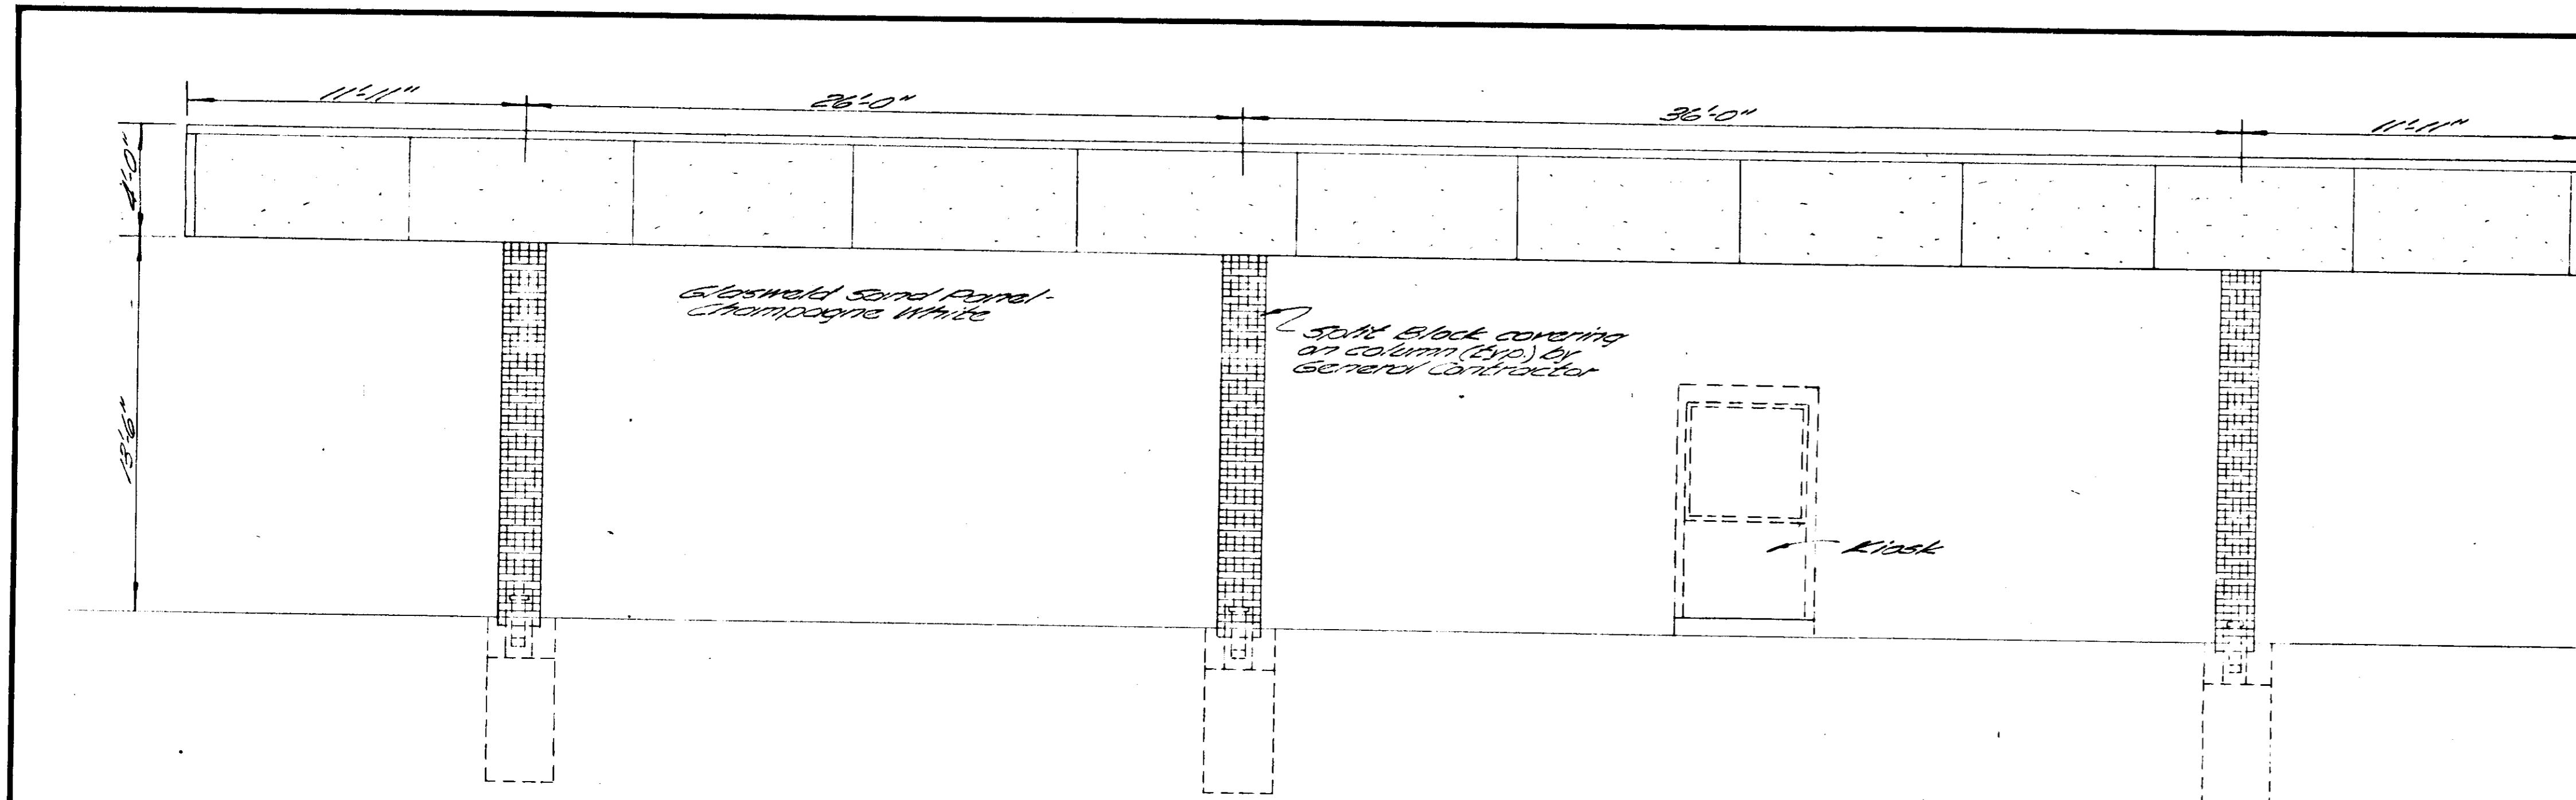 11'-11"
26'-0"
36'-0"
11'-11"
4'-0"
13'-6"
Glasweld Sand Panel-
Champagne White
Split Block covering
on column (typ.) by
General Contractor
Kiosk